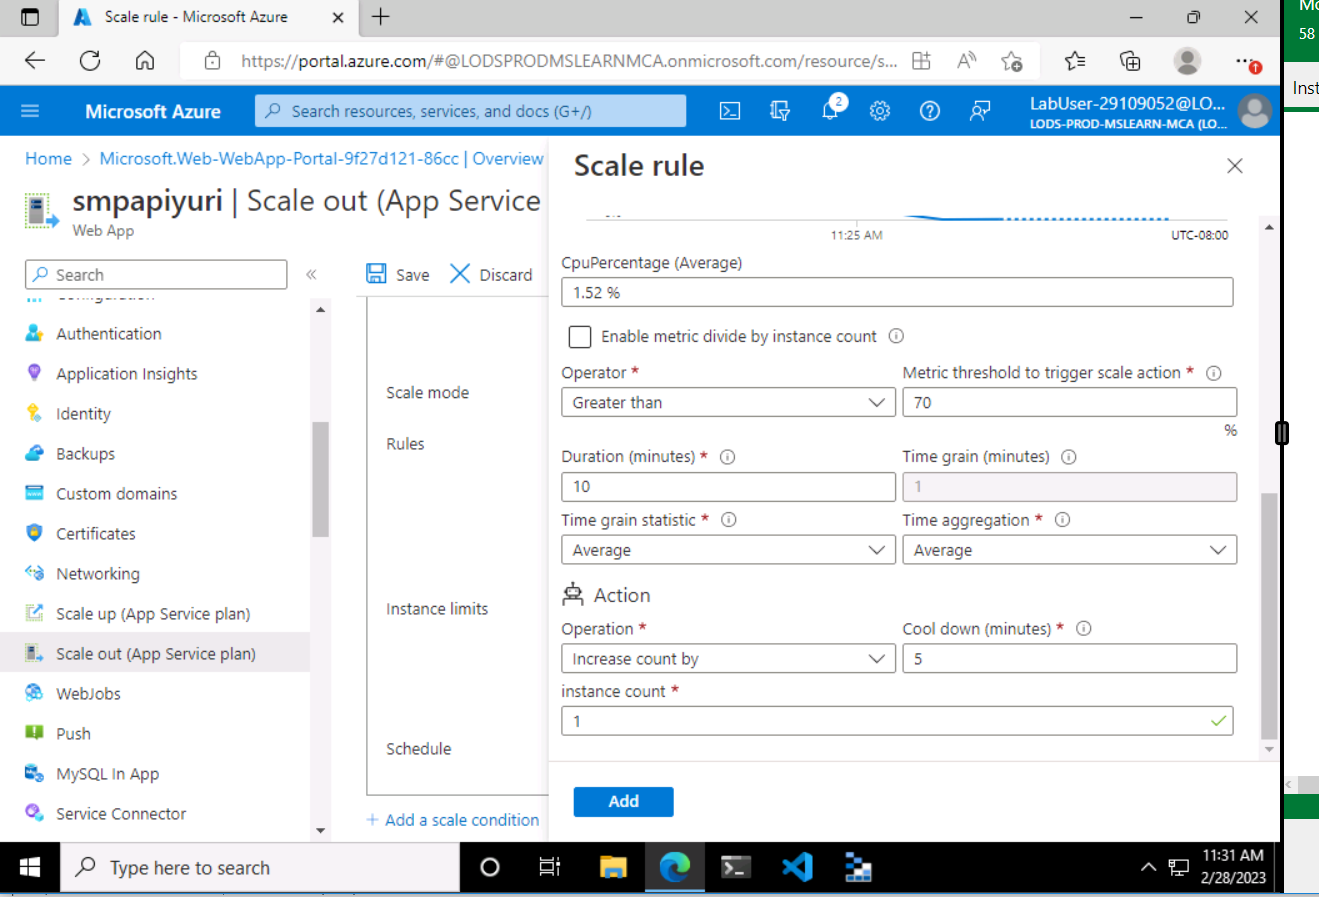 Scale rule - Microsoft Azure
https://portal.azure.com/#@LODSPRODMSLEARNMCA.onmicrosoft.com/resource/s...
58
Inst
Microsoft Azure
Search resources, services, and docs (G+/)
2
LabUser-29109052@LO...
LODS-PROD-MSLEARN-MCA (LO...
Home > Microsoft.Web-WebApp-Portal-9f27d121-86cc | Overview
smpapiyuri | Scale out (App Service
Web App
Search
«
Save
Discard
Configuration
Authentication
Application Insights
Identity
Backups
Custom domains
Certificates
Networking
Scale up (App Service plan)
Scale out (App Service plan)
WebJobs
Push
MySQL In App
Service Connector
Scale mode
Rules
Instance limits
Schedule
+ Add a scale condition
Scale rule
11:25 AM
UTC-08:00
CpuPercentage (Average)
1.52 %
Enable metric divide by instance count
Operator *
Metric threshold to trigger scale action *
Greater than
70
%
Duration (minutes) *
Time grain (minutes)
10
1
Time grain statistic *
Time aggregation *
Average
Average
Action
Operation *
Cool down (minutes) *
Increase count by
5
instance count *
1
Add
Type here to search
11:31 AM
2/28/2023